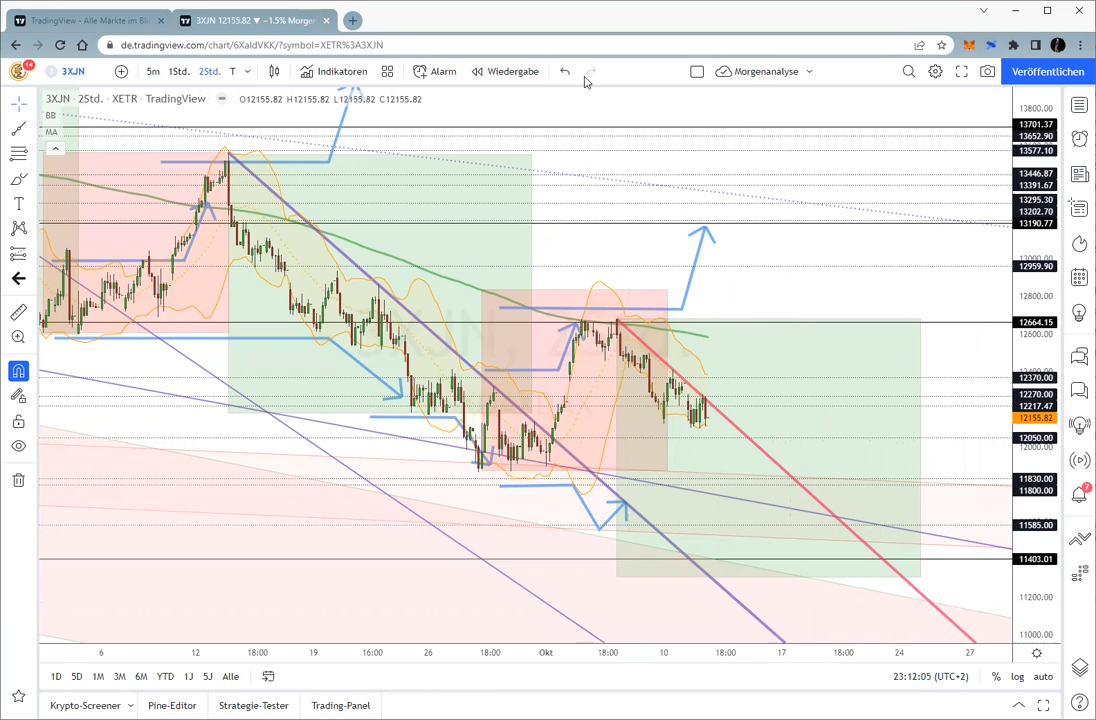 TradingView – Alle Märkte im Bli
3XJN 12155.82 ▼ −1.5% Morgen
de.tradingview.com/chart/6XaldVKK/?symbol=XETR%3A3XJN
14
3XJN
5m 1Std. 2Std. T
Indikatoren
Alarm
Wiedergabe
Morgenanalyse
Veröffentlichen
3XJN · 2Std. · XETR · TradingView
O12155.82 H12155.82 L12155.82 C12155.82
BB
MA
3XJN, 2
13800.00
13701.37
13652.90
13577.10
13446.87
13391.67
13295.30
13202.70
13190.77
12959.90
12800.00
12664.15
12370.00
12270.00
12217.47
12155.82
12050.00
12000.00
11830.00
11800.00
11585.00
11403.01
11200.00
11000.00
7
6 12 18:00 19 16:00 26 18:00 Okt 18:00 10 18:00 17 18:00 24 27
1D 5D 1M 3M 6M YTD 1J 5J Alle
23:12:05 (UTC+2)
% log auto
Krypto-Screener
Pine-Editor
Strategie-Tester
Trading-Panel